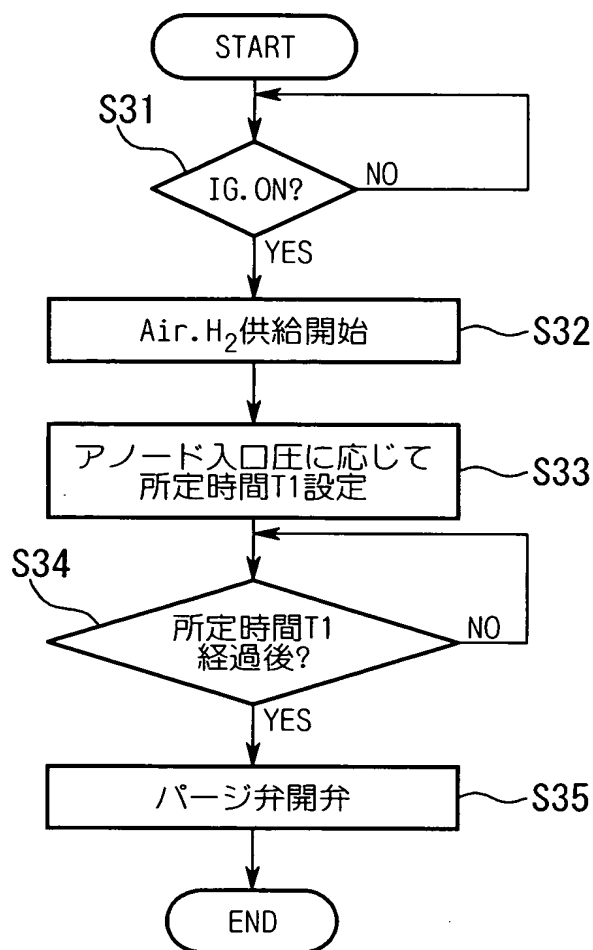 START
S31
IG.ON?
NO
YES
Air.H₂供給開始
S32
アノード入口圧に応じて
所定時間T1設定
S33
S34
所定時間T1
経過後?
NO
YES
パージ弁開弁
S35
END